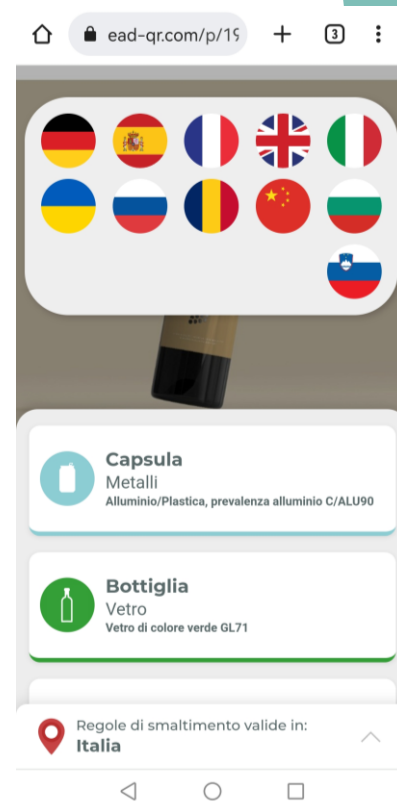 ead-qr.com/p/19
3
Capsula
Metalli
Alluminio/Plastica, prevalenza alluminio C/ALU90
Bottiglia
Vetro
Vetro di colore verde GL71
Regole di smaltimento valide in:
Italia